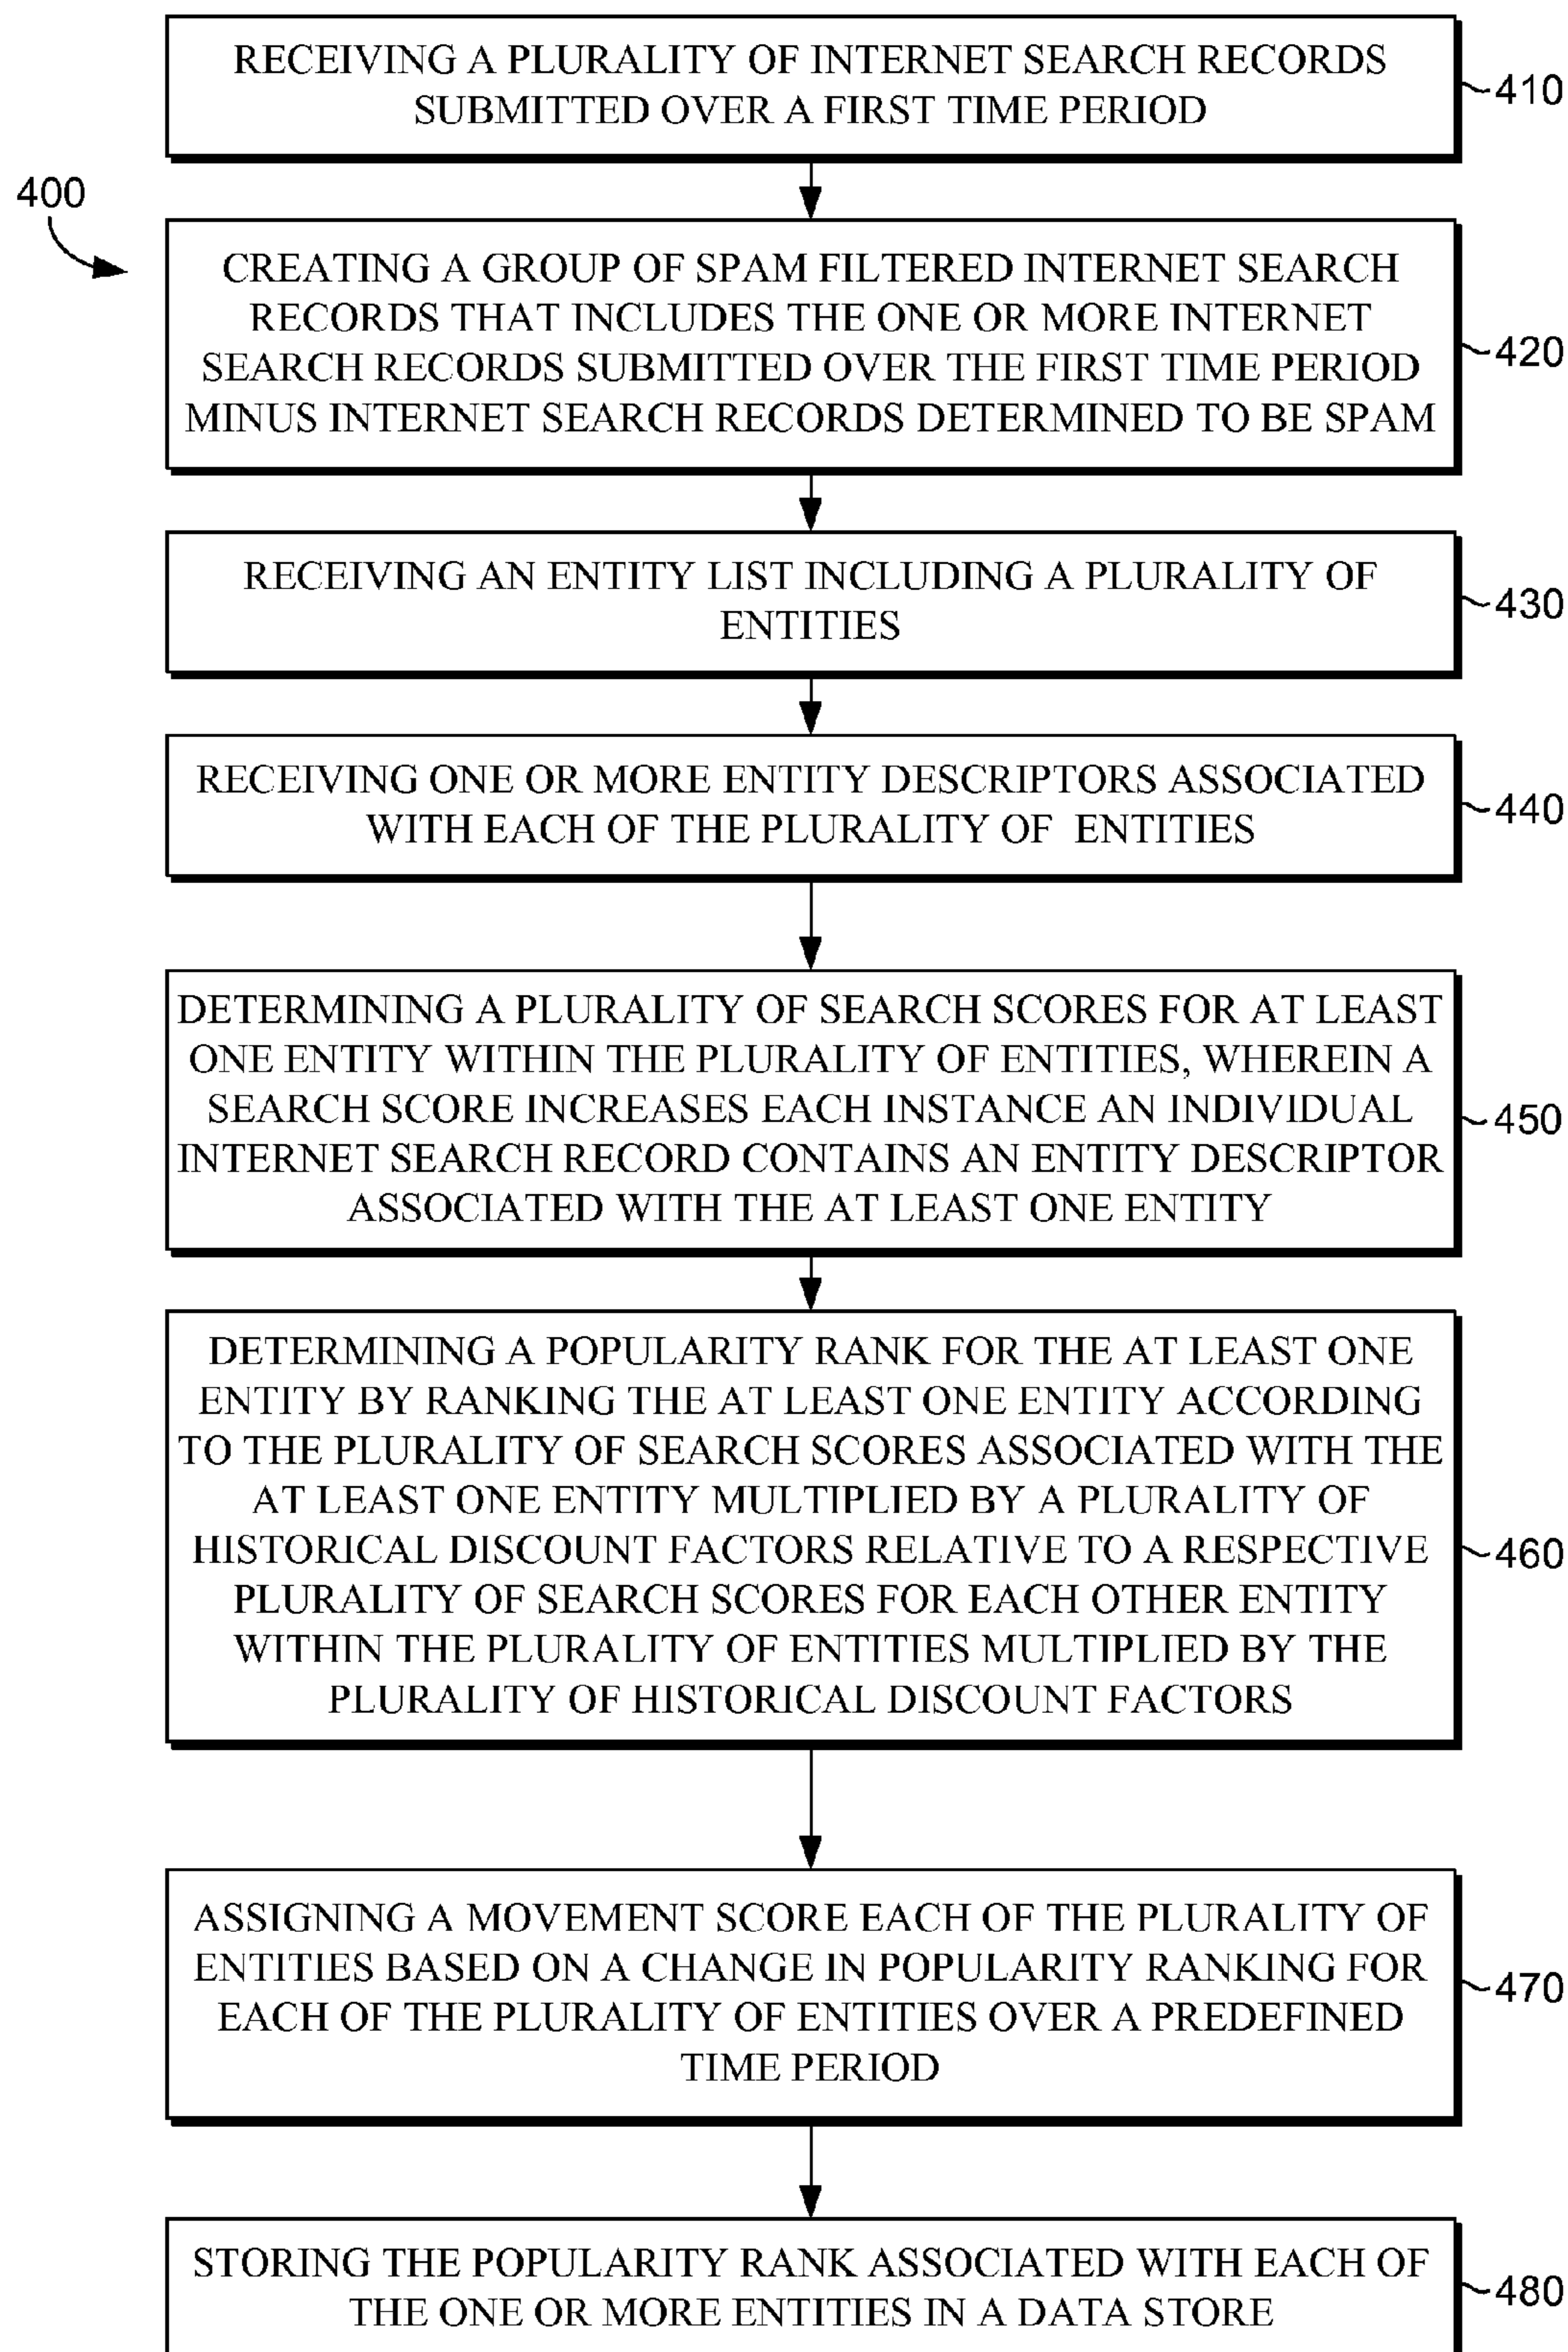 RECEIVING A PLURALITY OF INTERNET SEARCH RECORDS
SUBMITTED OVER A FIRST TIME PERIOD
410
400
CREATING A GROUP OF SPAM FILTERED INTERNET SEARCH
RECORDS THAT INCLUDES THE ONE OR MORE INTERNET
SEARCH RECORDS SUBMITTED OVER THE FIRST TIME PERIOD
MINUS INTERNET SEARCH RECORDS DETERMINED TO BE SPAM
420
RECEIVING AN ENTITY LIST INCLUDING A PLURALITY OF
ENTITIES
430
RECEIVING ONE OR MORE ENTITY DESCRIPTORS ASSOCIATED
WITH EACH OF THE PLURALITY OF ENTITIES
440
DETERMINING A PLURALITY OF SEARCH SCORES FOR AT LEAST
ONE ENTITY WITHIN THE PLURALITY OF ENTITIES, WHEREIN A
SEARCH SCORE INCREASES EACH INSTANCE AN INDIVIDUAL
INTERNET SEARCH RECORD CONTAINS AN ENTITY DESCRIPTOR
ASSOCIATED WITH THE AT LEAST ONE ENTITY
450
DETERMINING A POPULARITY RANK FOR THE AT LEAST ONE
ENTITY BY RANKING THE AT LEAST ONE ENTITY ACCORDING
TO THE PLURALITY OF SEARCH SCORES ASSOCIATED WITH THE
AT LEAST ONE ENTITY MULTIPLIED BY A PLURALITY OF
HISTORICAL DISCOUNT FACTORS RELATIVE TO A RESPECTIVE
PLURALITY OF SEARCH SCORES FOR EACH OTHER ENTITY
WITHIN THE PLURALITY OF ENTITIES MULTIPLIED BY THE
PLURALITY OF HISTORICAL DISCOUNT FACTORS
460
ASSIGNING A MOVEMENT SCORE EACH OF THE PLURALITY OF
ENTITIES BASED ON A CHANGE IN POPULARITY RANKING FOR
EACH OF THE PLURALITY OF ENTITIES OVER A PREDEFINED
TIME PERIOD
470
STORING THE POPULARITY RANK ASSOCIATED WITH EACH OF
THE ONE OR MORE ENTITIES IN A DATA STORE
480